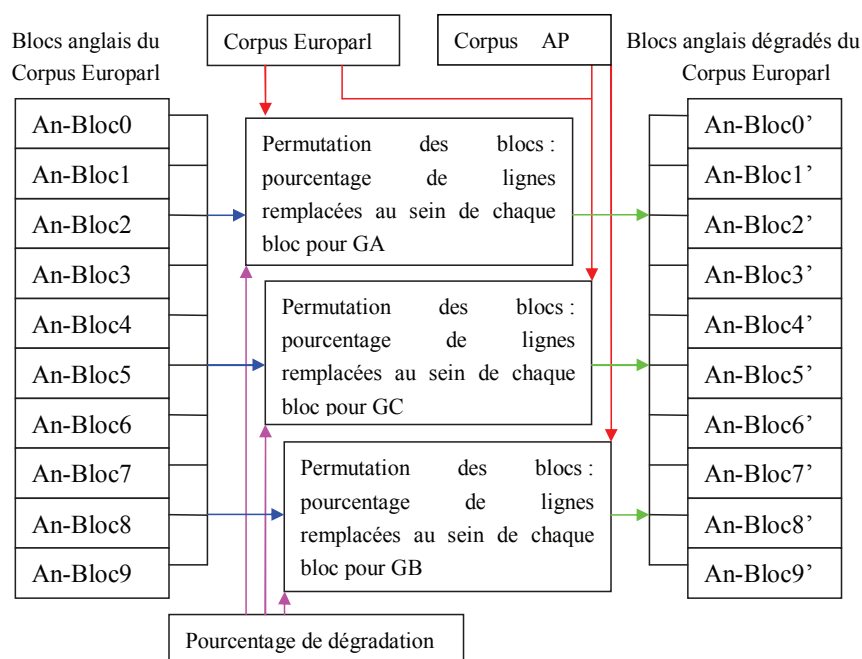 Blocs anglais du
Corpus Europarl
Corpus Europarl
Corpus AP
Blocs anglais dégradés du
Corpus Europarl
An-Bloc0
An-Bloc1
An-Bloc2
An-Bloc3
An-Bloc4
An-Bloc5
An-Bloc6
An-Bloc7
An-Bloc8
An-Bloc9
Permutation des blocs :
pourcentage de lignes
remplacées au sein de chaque
bloc pour GA
Permutation des blocs :
pourcentage de lignes
remplacées au sein de chaque
bloc pour GC
Permutation des blocs :
pourcentage de lignes
remplacées au sein de chaque
bloc pour GB
An-Bloc0’
An-Bloc1’
An-Bloc2’
An-Bloc3’
An-Bloc4’
An-Bloc5’
An-Bloc6’
An-Bloc7’
An-Bloc8’
An-Bloc9’
Pourcentage de dégradation